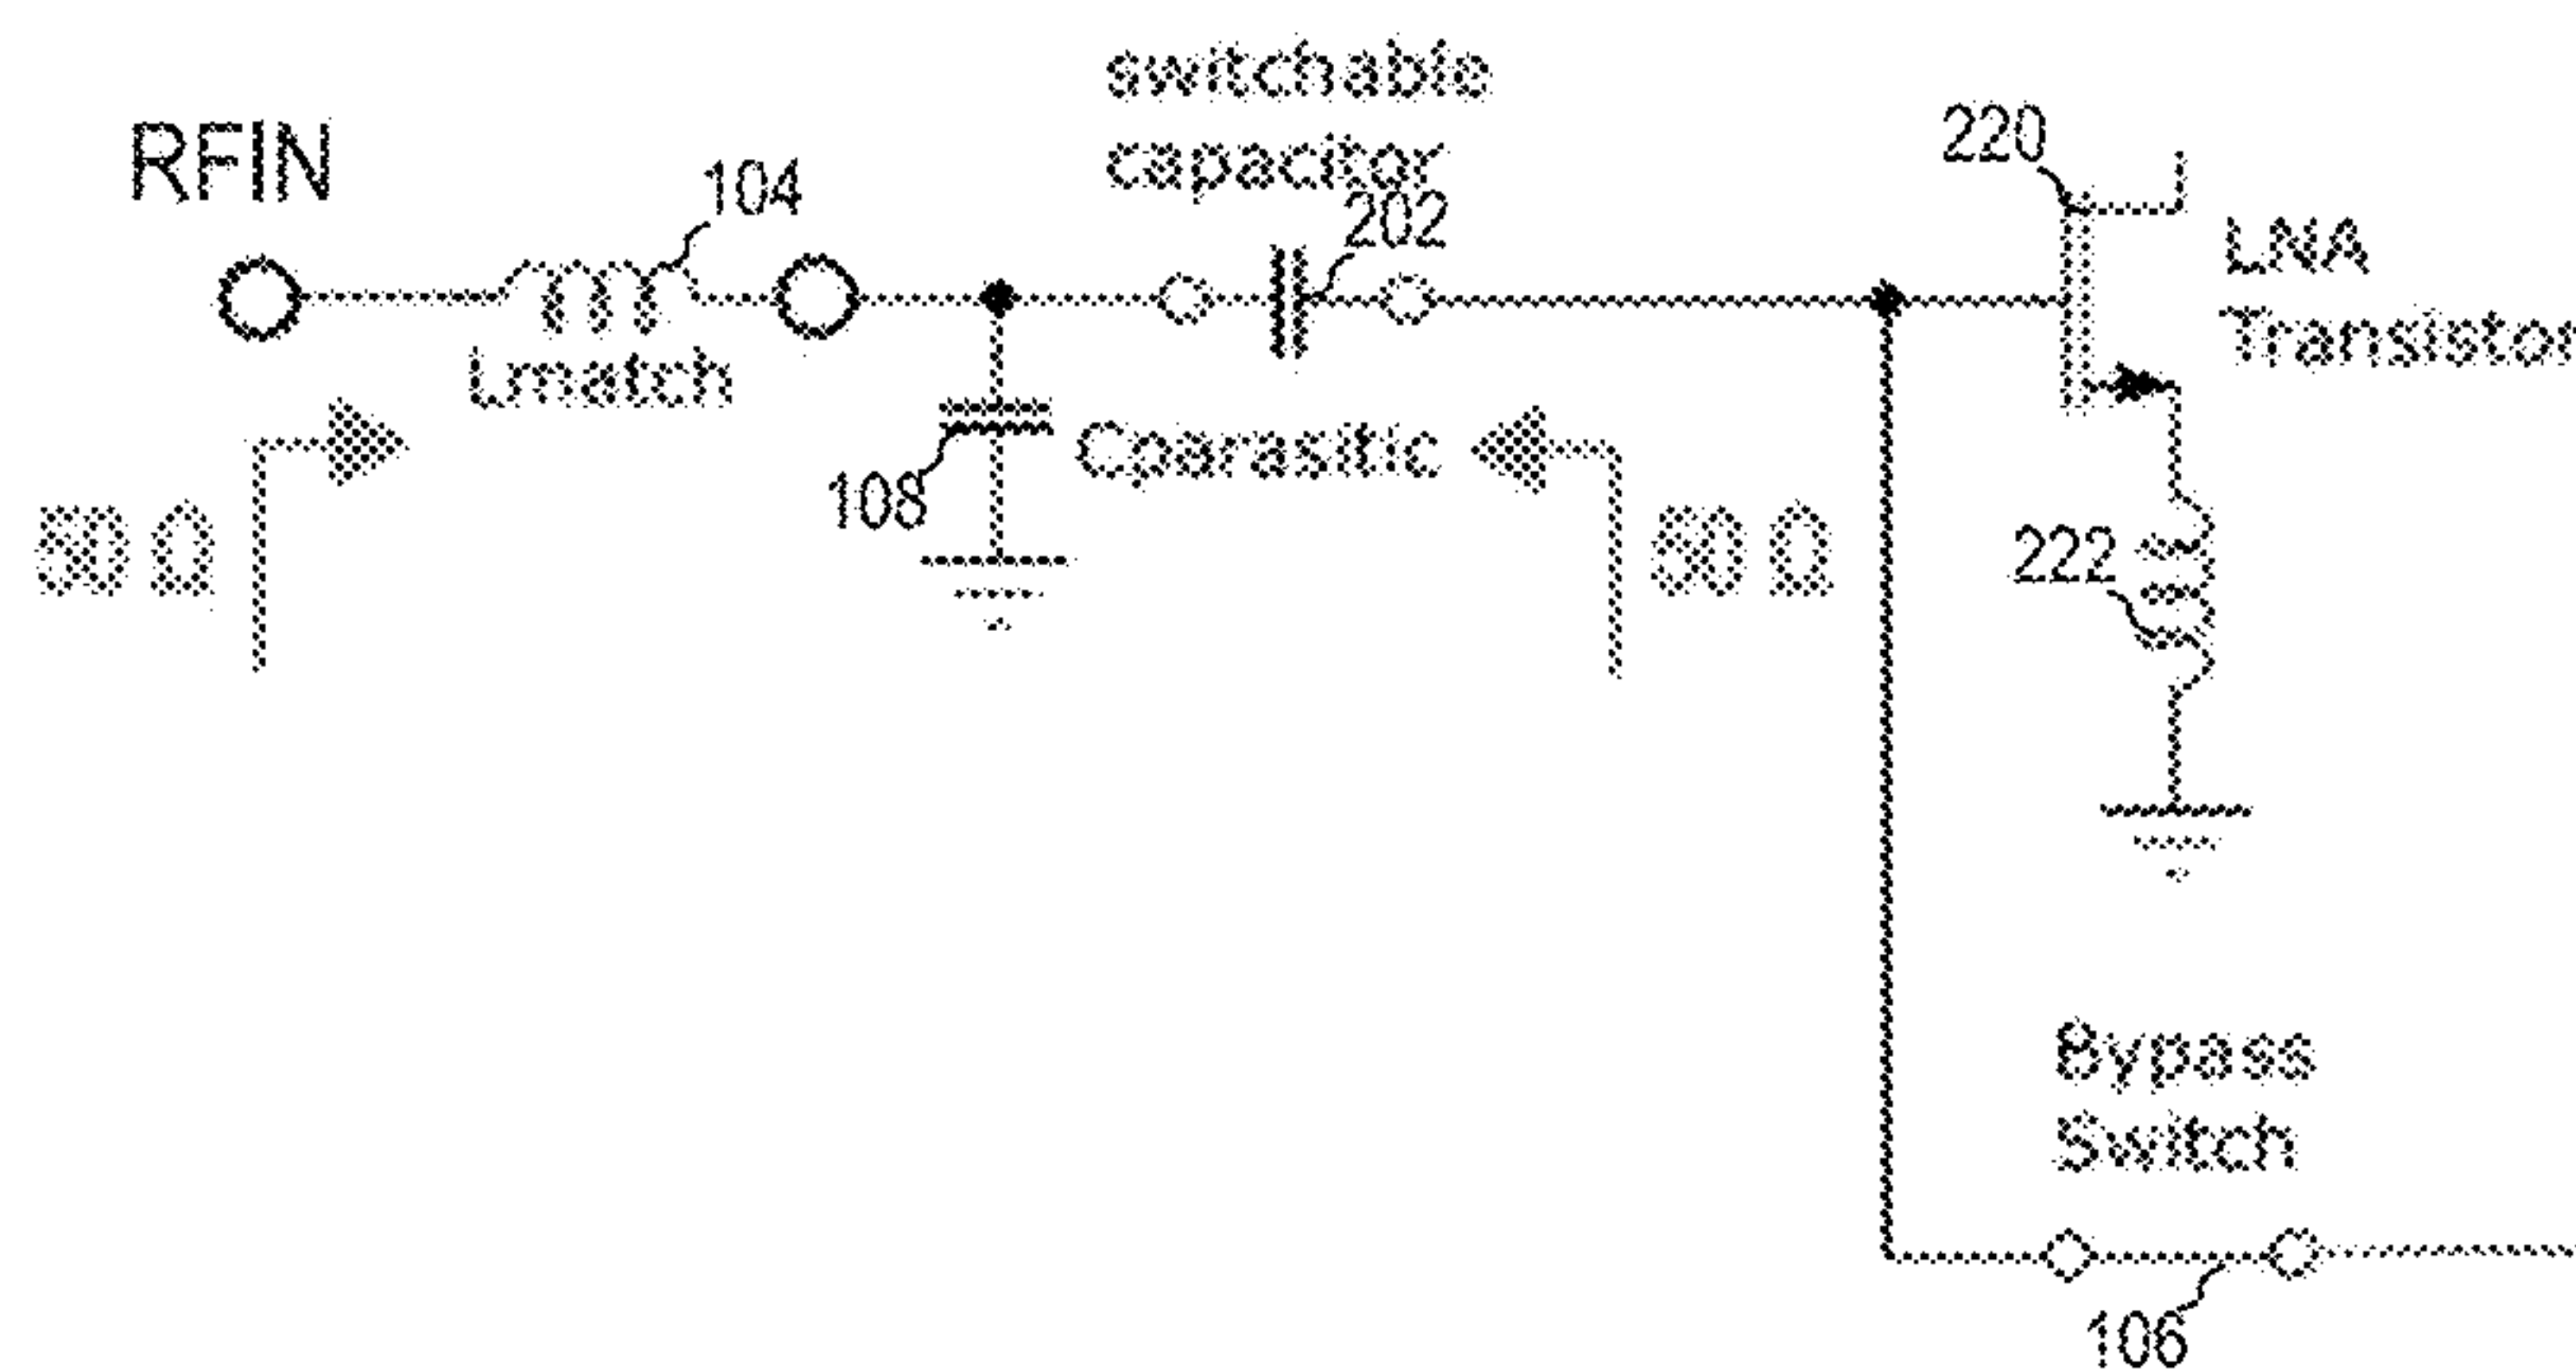 switchable
capacitor
RFIN
104
202
220
LNA
Transistor
Lmatch
Cparasitic
108
50 Ω
50 Ω
222
Bypass
Switch
106